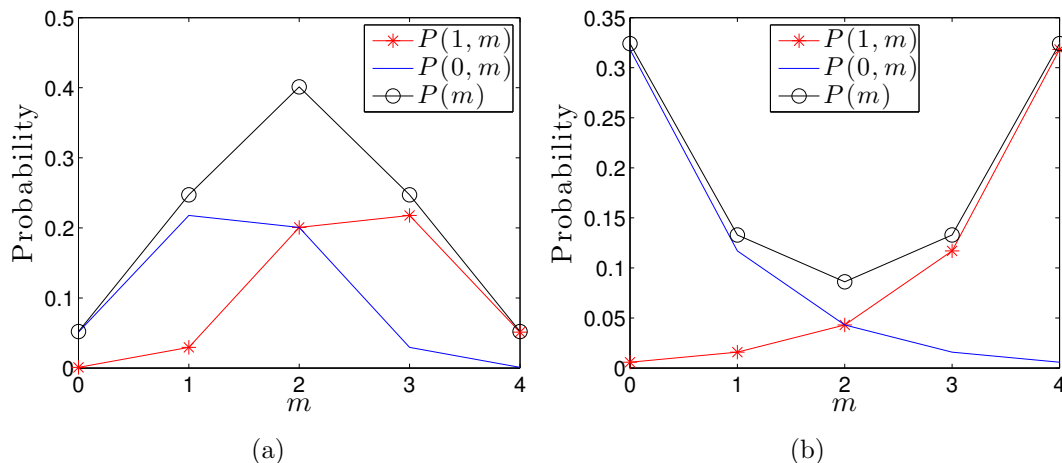 0.5
0.4
0.3
0.2
0.1
0
Probability
0 1 2 3 4
m
P(1, m)
P(0, m)
P(m)
(a)
0.35
0.3
0.25
0.2
0.15
0.1
0.05
0
Probability
0 1 2 3 4
m
P(1, m)
P(0, m)
P(m)
(b)